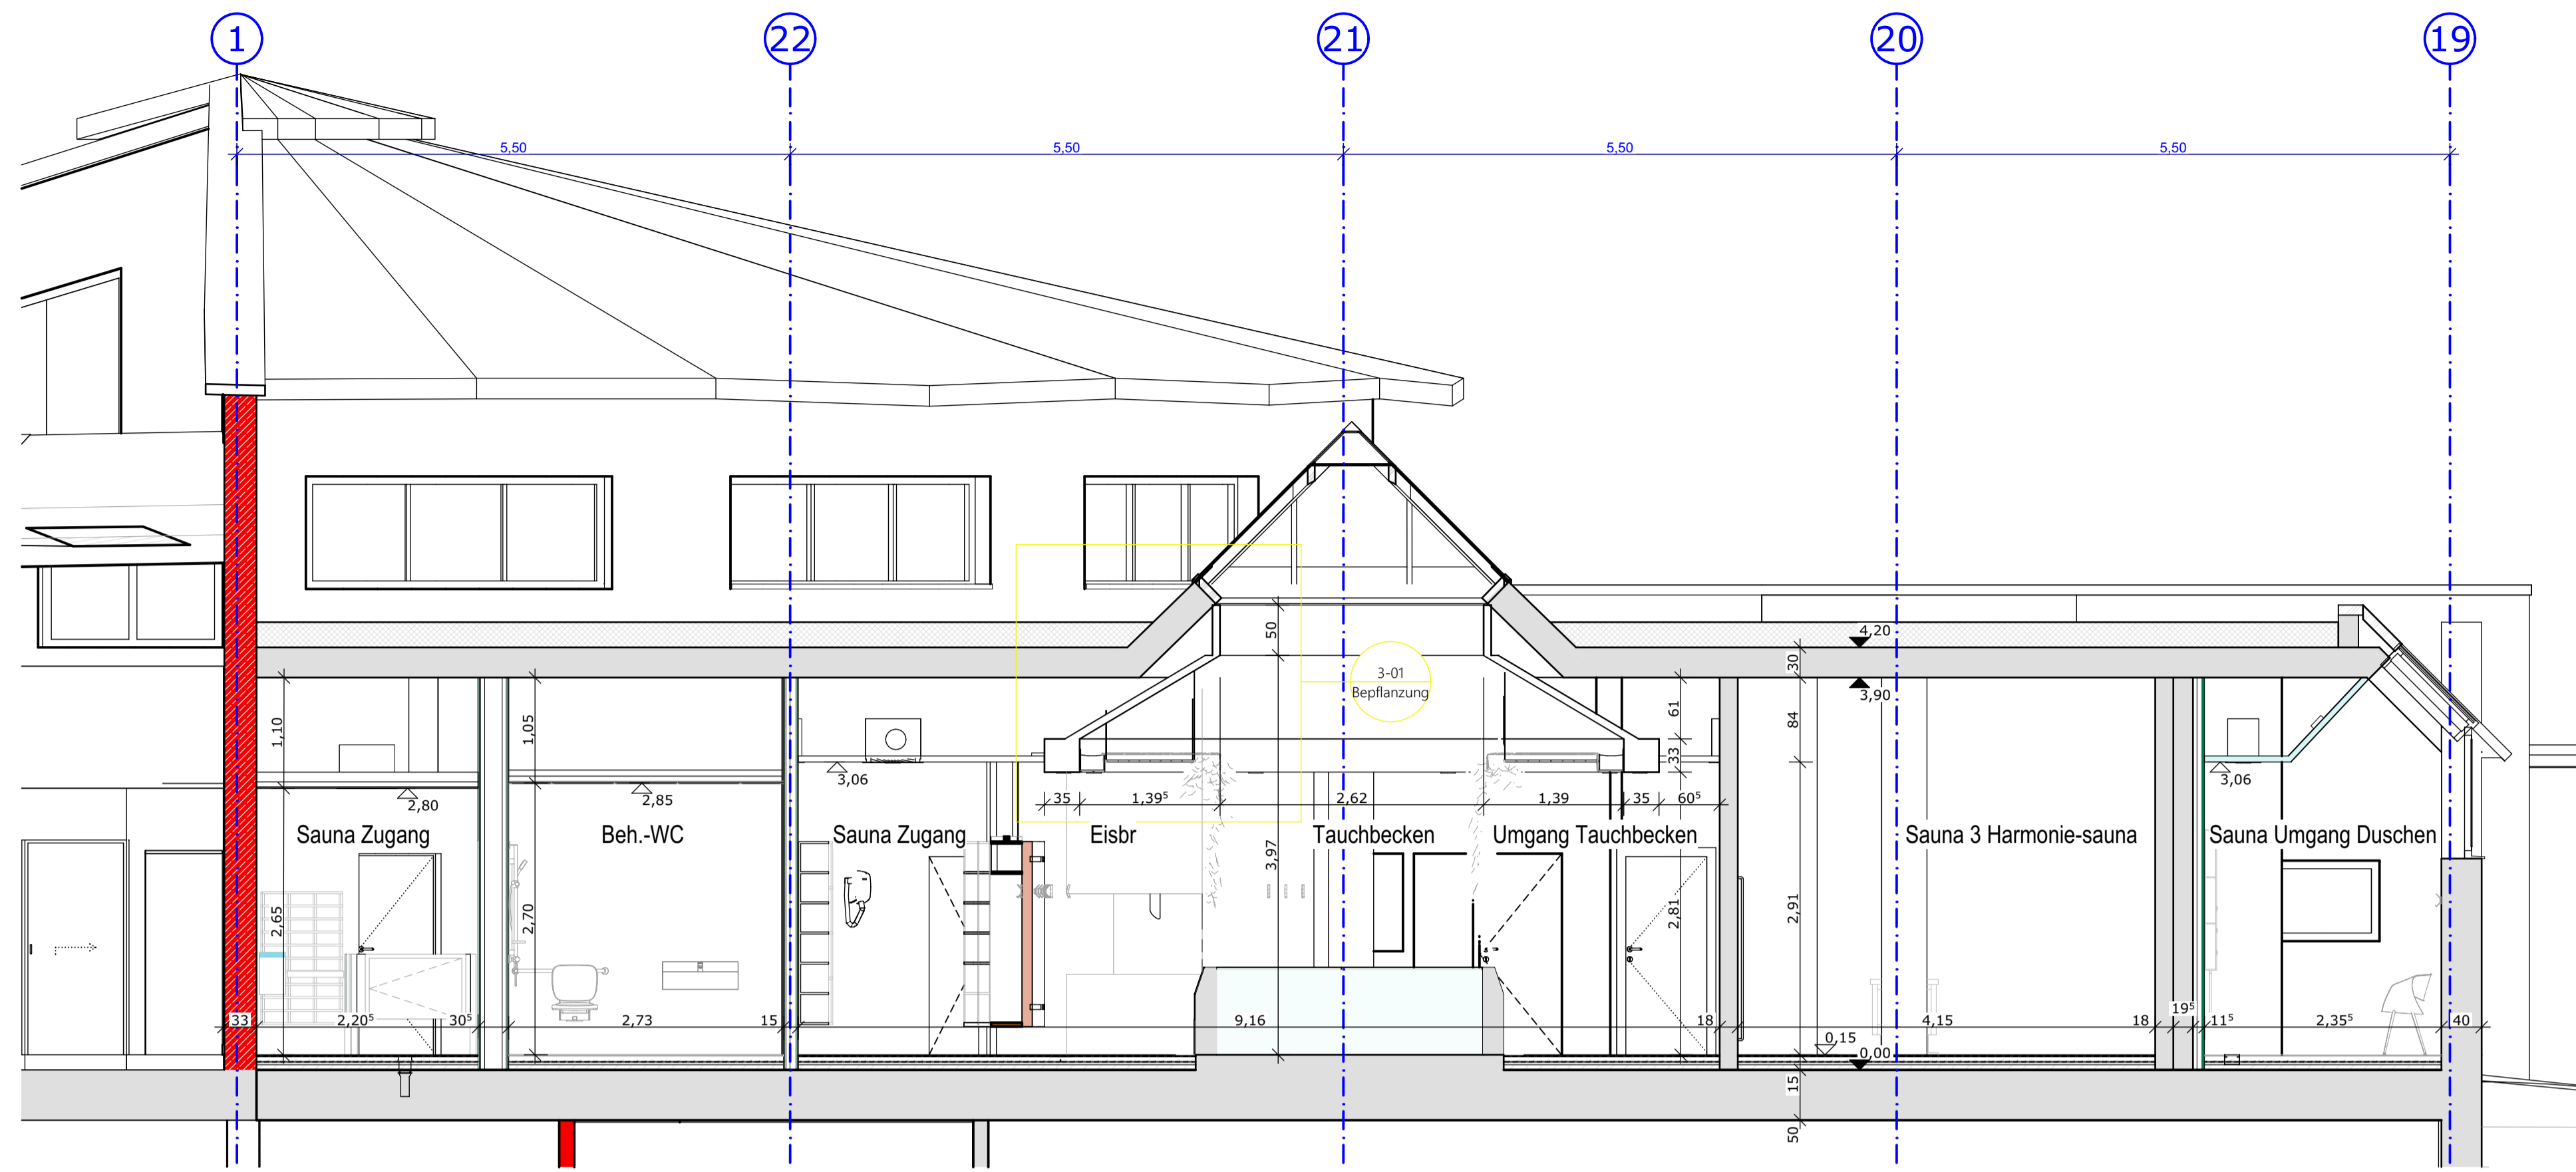 1 22 21 20 19
5,50 5,50 5,50 5,50
4,20
50
30
3-01
Bepflanzung
3,90
1,10 1,05 61 84
33
3,06 3,06
2,80 2,85
35 1,39⁵ 2,62 1,39 35 60⁵
Sauna Zugang Beh.-WC Sauna Zugang Eisbr Tauchbecken Umgang Tauchbecken Sauna 3 Harmonie-sauna Sauna Umgang Duschen
3,97
2,65 2,70 2,81 2,91
19⁵
33 2,20⁵ 30⁵ 2,73 15 9,16 18 4,15 18 11⁵ 2,35⁵ 40
0,15
0,00
15
50